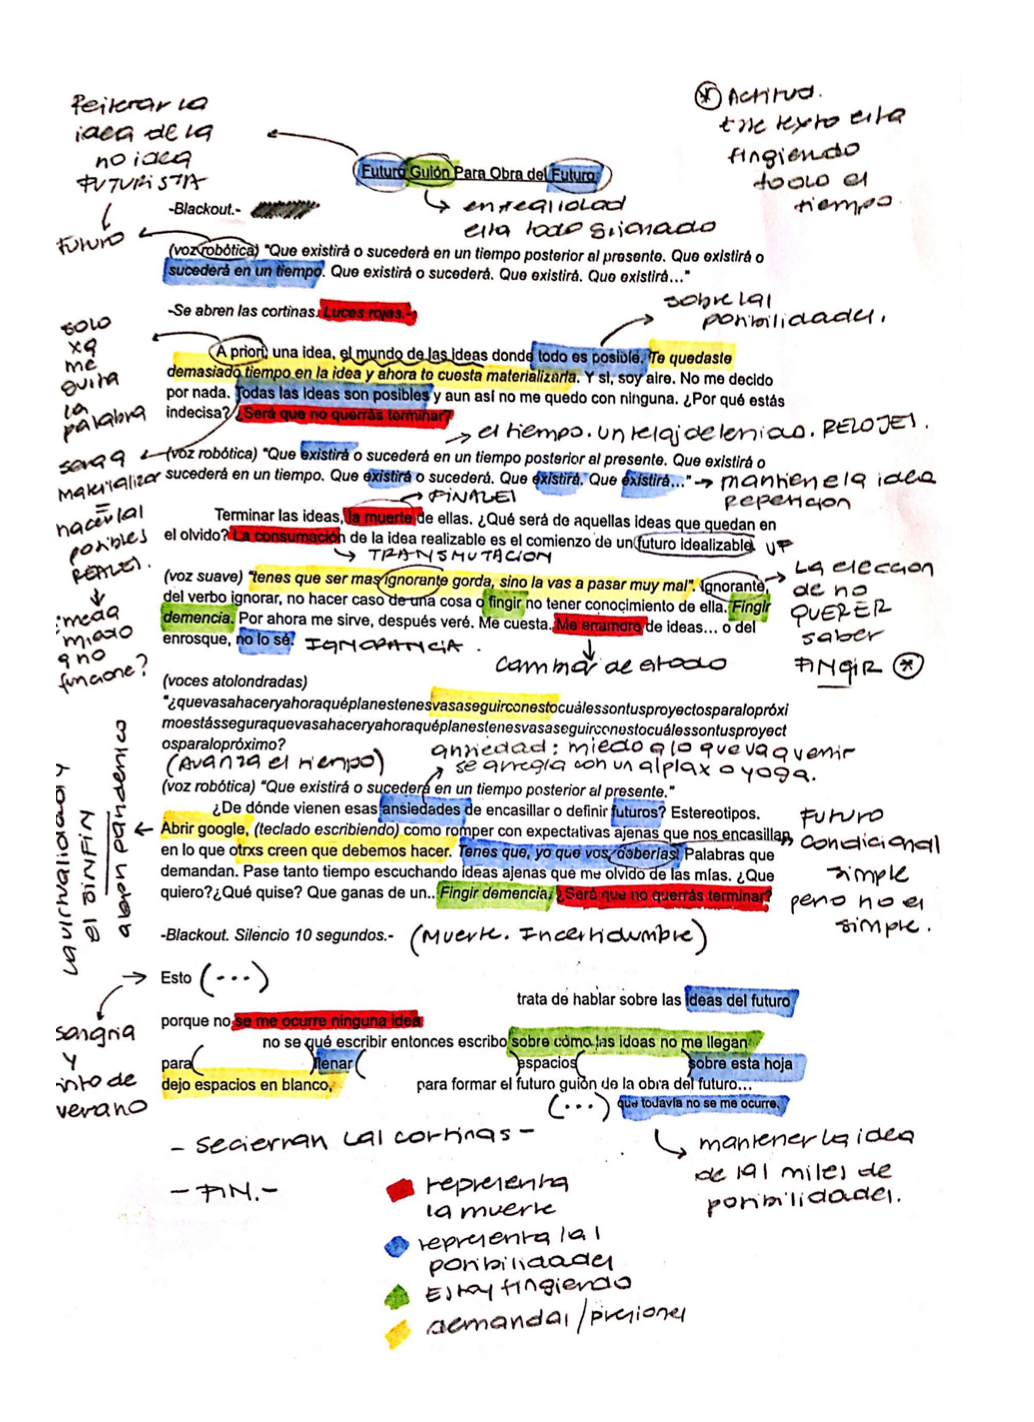 Reiterar la
idea de la
no idea
FUTURISTA
* Actitud.
este texto esta
fingiendo
todo el
tiempo.
Futuro Guión Para Obra del Futuro:
en realidad
esta todo guionado
-Blackout.-
Futuro
(voz robótica) "Que existirá o sucederá en un tiempo posterior al presente. Que existirá o
sucederá en un tiempo. Que existirá o sucederá. Que existirá. Que existirá..."
sobre las
posibilidades.
-Se abren las cortinas. Luces rojas.-
solo
xq
me
gusta
la
palabra
A priori una idea, el mundo de las ideas donde todo es posible. Te quedaste
demasiado tiempo en la idea y ahora te cuesta materializarla. Y si, soy aire. No me decido
por nada. Todas las ideas son posibles y aun así no me quedo con ninguna. ¿Por qué estás
indecisa? ¿Será que no querrás terminar?
el tiempo. un reloj de fondo. RELOJES.
materializar
=
hacerlas
posibles
REALES.
(voz robótica) "Que existirá o sucederá en un tiempo posterior al presente. Que existirá o
sucederá en un tiempo. Que existirá o sucederá. Que existirá. Que existirá..."
mantiene la idea
Repeticion
FINALES
Terminar las ideas, la muerte de ellas. ¿Qué será de aquellas ideas que quedan en
el olvido? La consumación de la idea realizable es el comienzo de un futuro idealizable. UF
TRANSMUTACION
(voz suave) "tenes que ser mas ignorante gorda, sino la vas a pasar muy mal". Ignorante,
del verbo ignorar, no hacer caso de una cosa o fingir no tener conocimiento de ella. Fingir
demencia. Por ahora me sirve, después veré. Me cuesta. Me enamoro de ideas... o del
enrosque, no lo sé. IGNORANCIA.
La eleccion
de no
QUERER
saber
FINGIR *
cambiar de estado
me da
miedo
q no
funcione?
(voces atolondradas)
"¿quevasahaceryahoraquéplanestenesvasaseguirconestocuálessontusproyectosparalopróxi
moestásseguraquevasahaceryahoraquéplanestenesvasaseguirconestocuálessontusproyect
osparalopróximo?
(Avanza el tiempo)
ansiedad: miedo a lo que va a venir
se arregla con un alplax o yoga.
(voz robótica) "Que existirá o sucederá en un tiempo posterior al presente."
¿De dónde vienen esas ansiedades de encasillar o definir futuros? Estereotipos.
Abrir google, (teclado escribiendo) como romper con expectativas ajenas que nos encasillan
en lo que otrxs creen que debemos hacer. Tenes que, yo que vos, deberías. Palabras que
demandan. Pase tanto tiempo escuchando ideas ajenas que me olvido de las mías. ¿Que
quiero?¿Qué quise? Que ganas de un.. Fingir demencia, ¿Será que no querrás terminar?
La virtualidad y
el SINFIN
pandemico
Futuro
condicional
simple
pero no es
simple.
-Blackout. Silencio 10 segundos.- (Muerte. Incertidumbre)
Esto (...)
trata de hablar sobre las ideas del futuro
porque no se me ocurre ninguna idea
no se qué escribir entonces escribo sobre cómo las ideas no me llegan
para( )llenar( )espacios( )sobre esta hoja
dejo espacios en blanco, para formar el futuro guión de la obra del futuro...
(...) que todavía no se me ocurre.
sangria
y
tinto de
verano
- se cierran las cortinas -
- FIN. -
mantener la idea
de las miles de
posibilidades.
representa
la muerte
representa las
posibilidades
Estoy fingiendo
demandas/presiones